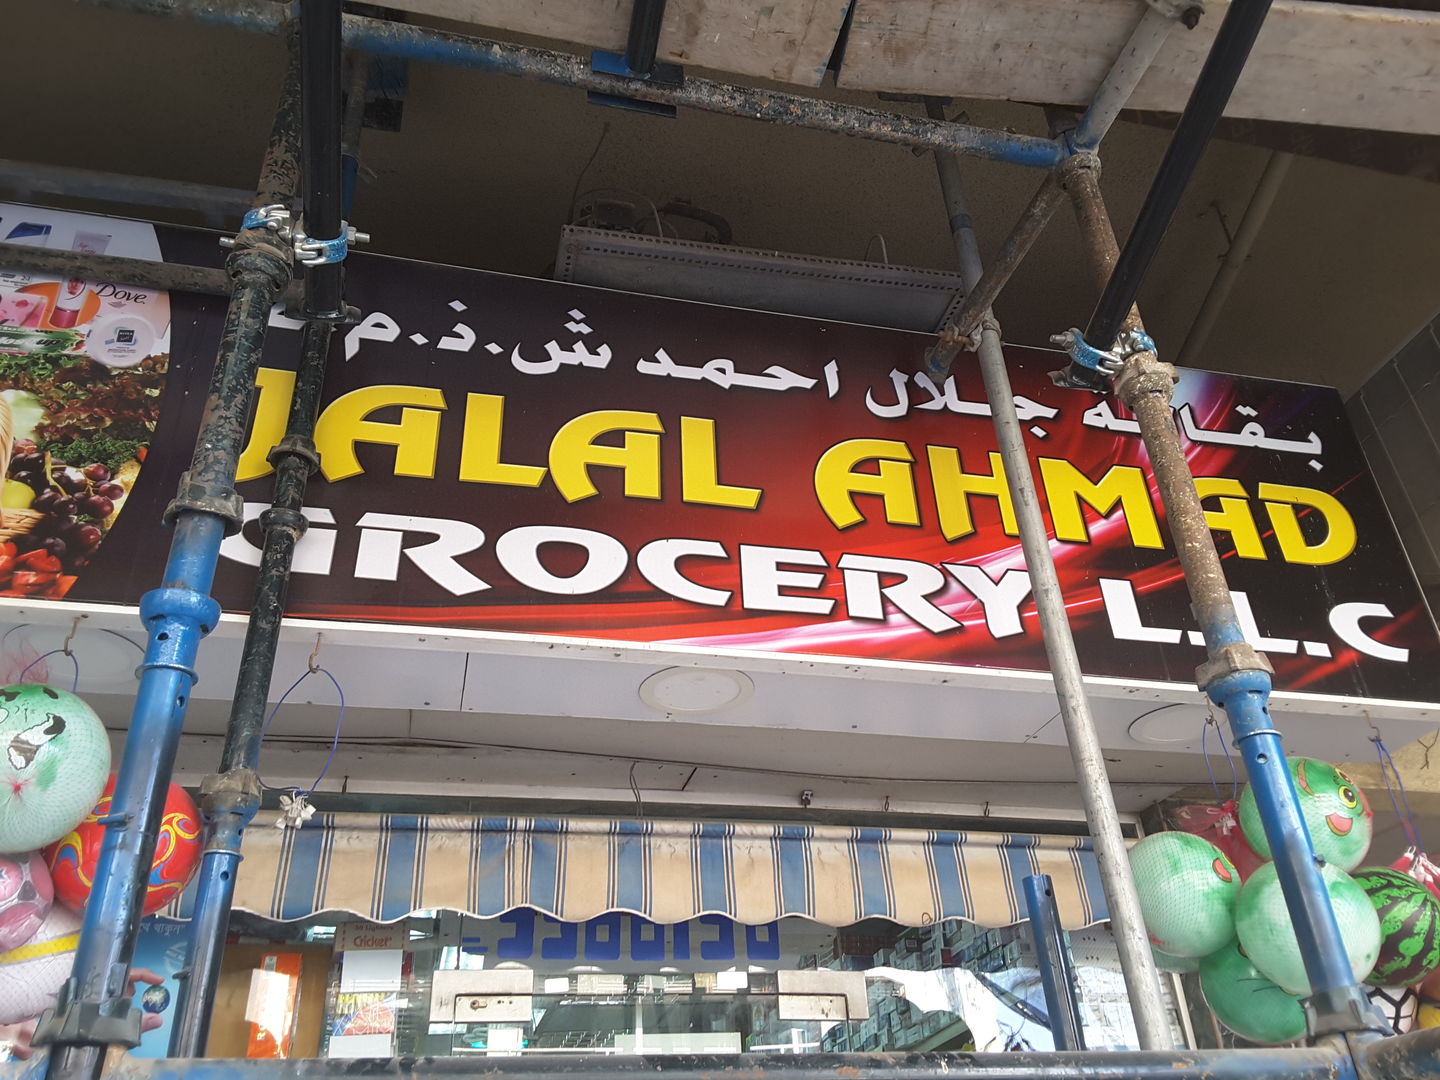 بقالة جلال احمد ش.ذ.م.م
JALAL AHMAD
GROCERY L.L.C
Dove
Cricket